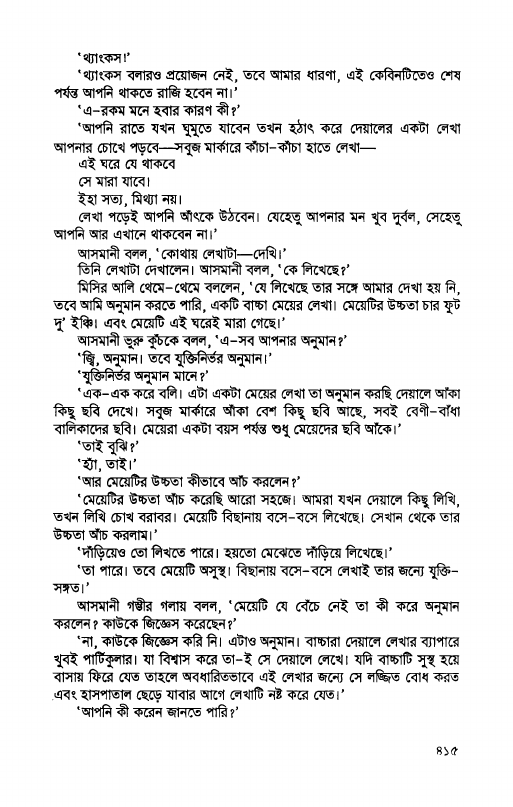 ‘থ্যাংকস!’
‘থ্যাংকস বলারও প্রয়োজন নেই, তবে আমার ধারণা, এই কেবিনটিতেও শেষ
পর্যন্ত আপনি থাকতে রাজি হবেন না।’
‘এ-রকম মনে হবার কারণ কী?’
‘আপনি রাতে যখন ঘুমুতে যাবেন তখন হঠাৎ করে দেয়ালের একটা লেখা
আপনার চোখে পড়বে—সবুজ মার্কারে কাঁচা-কাঁচা হাতে লেখা—
এই ঘরে যে থাকবে
সে মারা যাবে।
ইহা সত্য, মিথ্যা নয়।
লেখা পড়েই আপনি আঁৎকে উঠবেন। যেহেতু আপনার মন খুব দুর্বল, সেহেতু
আপনি আর এখানে থাকবেন না।’
আসমানী বলল, ‘কোথায় লেখাটা—দেখি।’
তিনি লেখাটা দেখালেন। আসমানী বলল, ‘কে লিখেছে?’
মিসির আলি থেমে-থেমে বললেন, ‘যে লিখেছে তার সঙ্গে আমার দেখা হয় নি,
তবে আমি অনুমান করতে পারি, একটি বাচ্চা মেয়ের লেখা। মেয়েটির উচ্চতা চার ফুট
দু’ ইঞ্চি। এবং মেয়েটি এই ঘরেই মারা গেছে।’
আসমানী ভুরু কুঁচকে বলল, ‘এ-সব আপনার অনুমান?’
‘জ্বি, অনুমান। তবে যুক্তিনির্ভর অনুমান।’
‘যুক্তিনির্ভর অনুমান মানে?’
‘এক-এক করে বলি। এটা একটা মেয়ের লেখা তা অনুমান করছি দেয়ালে আঁকা
কিছু ছবি দেখে। সবুজ মার্কারে আঁকা বেশ কিছু ছবি আছে, সবই বেণী-বাঁধা
বালিকাদের ছবি। মেয়েরা একটা বয়স পর্যন্ত শুধু মেয়েদের ছবি আঁকে।’
‘তাই বুঝি?’
‘হ্যাঁ, তাই।’
‘আর মেয়েটির উচ্চতা কীভাবে আঁচ করলেন?’
‘মেয়েটির উচ্চতা আঁচ করেছি আরো সহজে। আমরা যখন দেয়ালে কিছু লিখি,
তখন লিখি চোখ বরাবর। মেয়েটি বিছানায় বসে-বসে লিখেছে। সেখান থেকে তার
উচ্চতা আঁচ করলাম।’
‘দাঁড়িয়েও তো লিখতে পারে। হয়তো মেঝেতে দাঁড়িয়ে লিখেছে।’
‘তা পারে। তবে মেয়েটি অসুস্থ। বিছানায় বসে-বসে লেখাই তার জন্যে যুক্তি-
সঙ্গত।’
আসমানী গম্ভীর গলায় বলল, ‘মেয়েটি যে বেঁচে নেই তা কী করে অনুমান
করলেন? কাউকে জিজ্ঞেস করেছেন?’
‘না, কাউকে জিজ্ঞেস করি নি। এটাও অনুমান। বাচ্চারা দেয়ালে লেখার ব্যাপারে
খুবই পার্টিকুলার। যা বিশ্বাস করে তা-ই সে দেয়ালে লেখে। যদি বাচ্চাটি সুস্থ হয়ে
বাসায় ফিরে যেত তাহলে অবধারিতভাবে এই লেখার জন্যে সে লজ্জিত বোধ করত
এবং হাসপাতাল ছেড়ে যাবার আগে লেখাটি নষ্ট করে যেত।’
‘আপনি কী করেন জানতে পারি?’
৪১৫